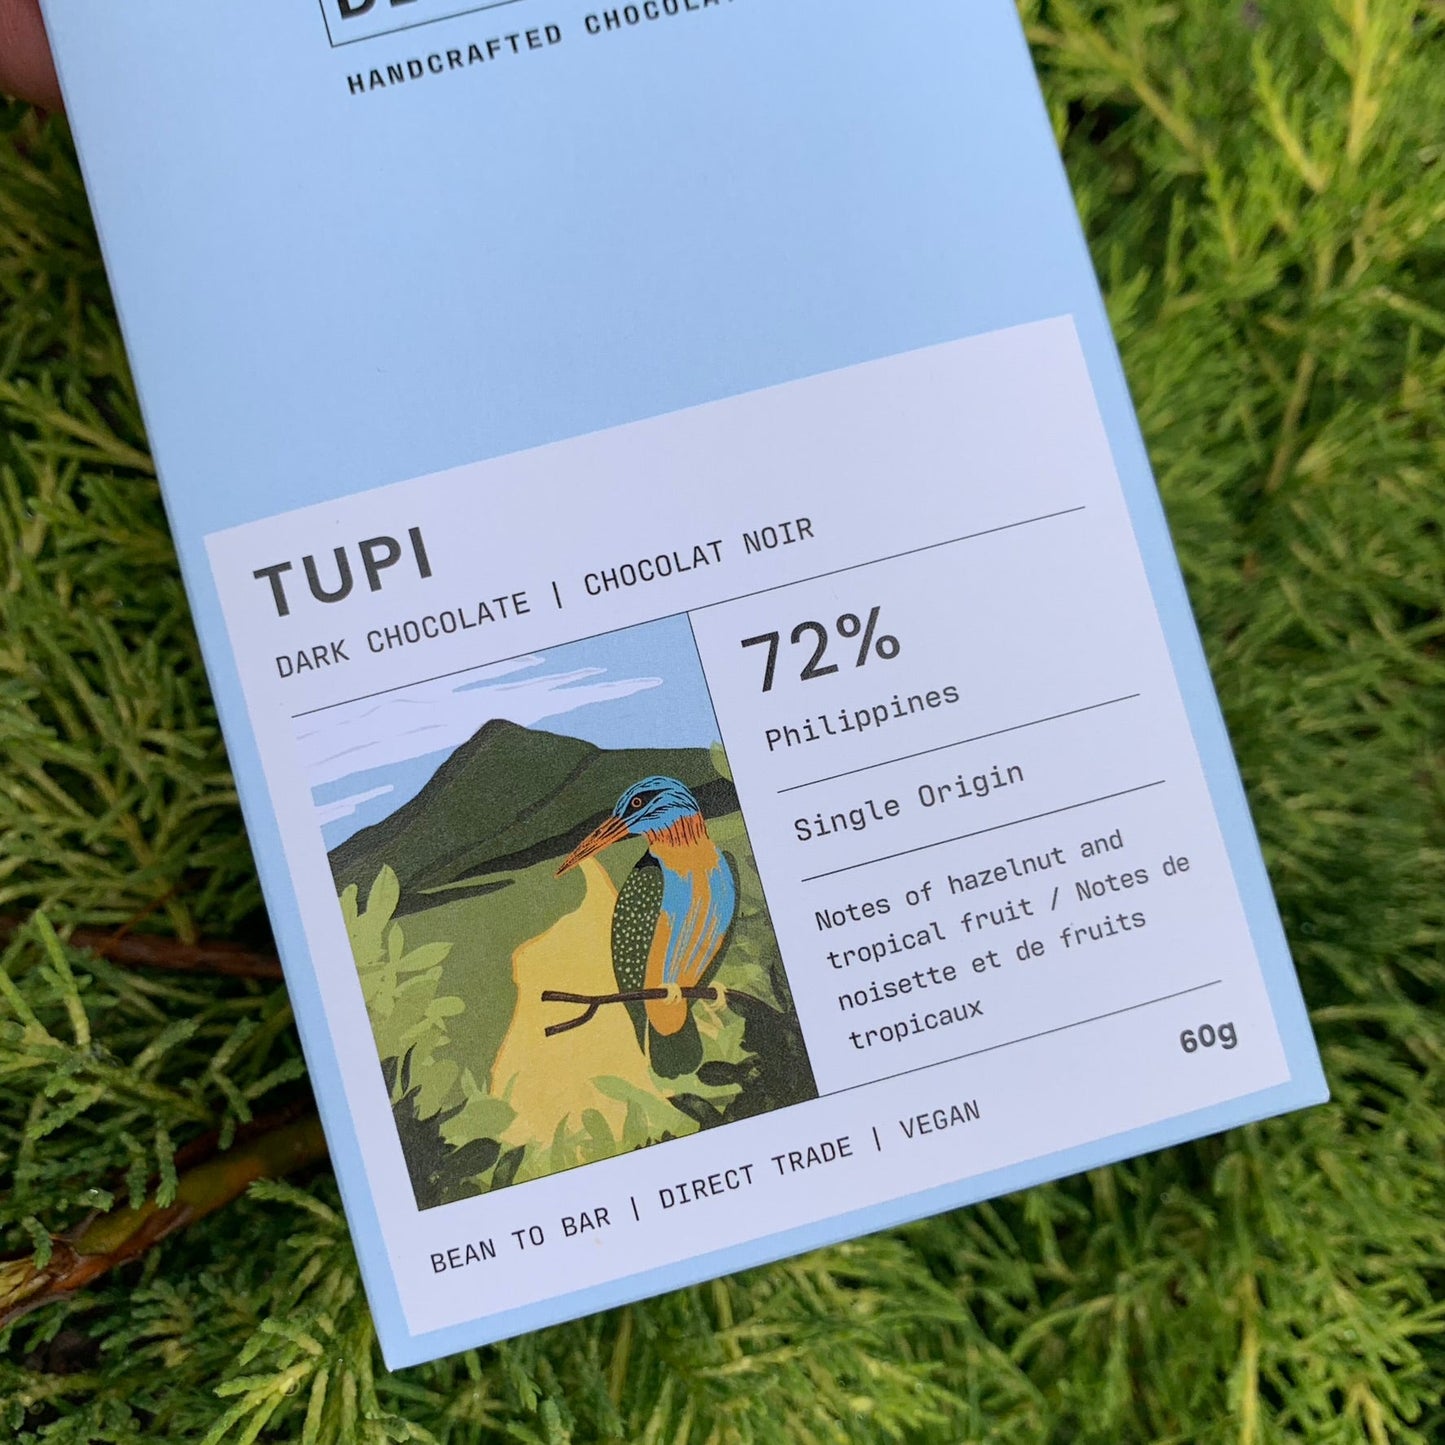 HANDCRAFTED
TUPI
DARK CHOCOLATE | CHOCOLAT NOIR
72%
Philippines
Single Origin
Notes of hazelnut and
tropical fruit / Notes de
noisette et de fruits
tropicaux
60g
BEAN TO BAR | DIRECT TRADE | VEGAN